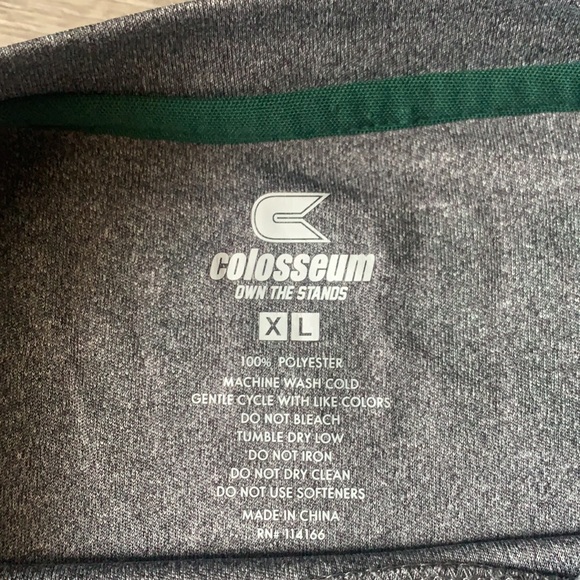 colosseum
OWN THE STANDS
XL
100% POLYESTER
MACHINE WASH COLD
GENTLE CYCLE WITH LIKE COLORS
DO NOT BLEACH
TUMBLE DRY LOW
DO NOT IRON
DO NOT DRY CLEAN
DO NOT USE SOFTENERS
MADE IN CHINA
RN# 114166